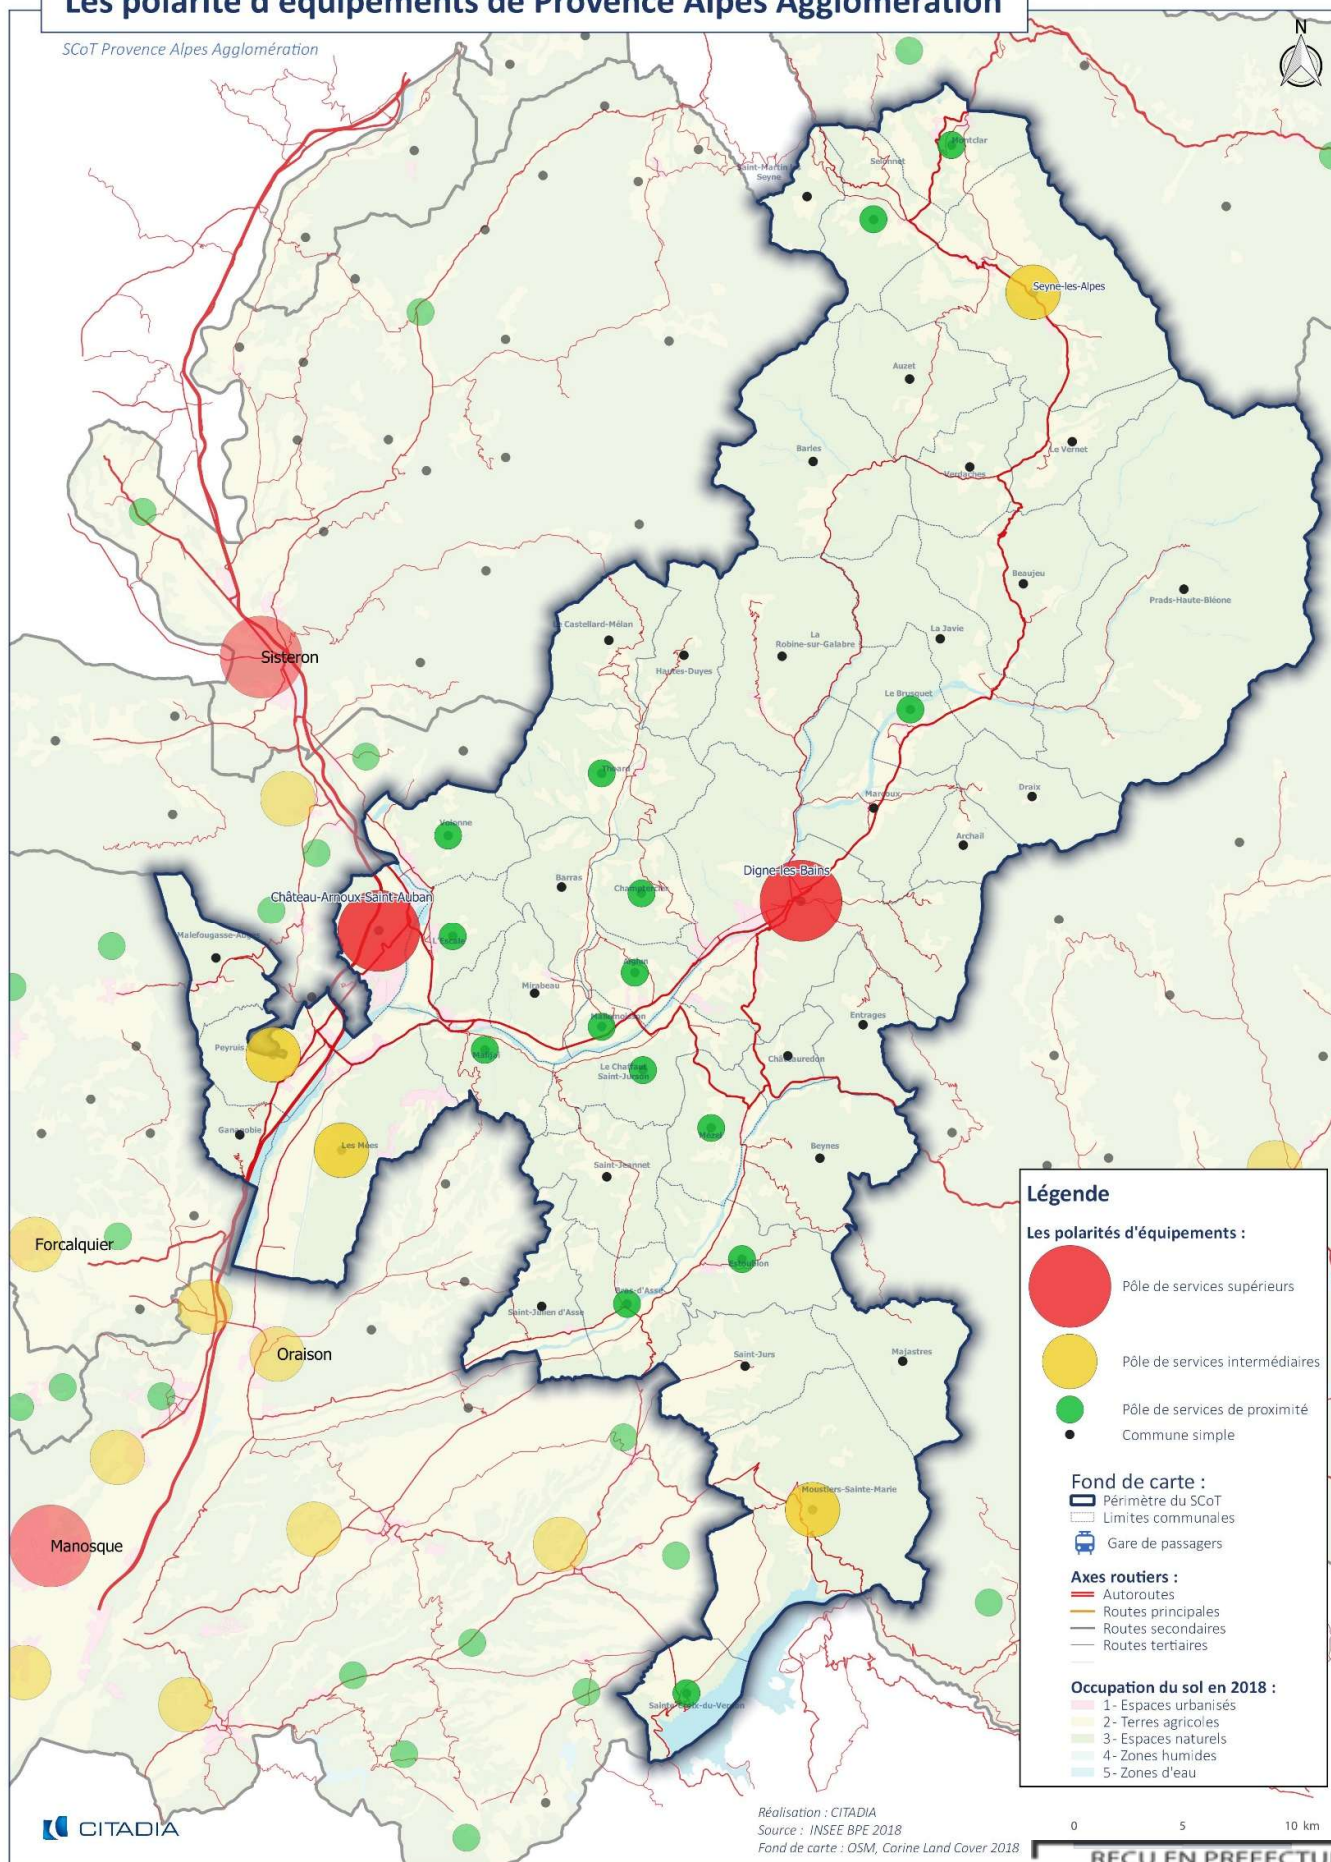 Les polarité d'équipements de Provence Alpes Agglomération
SCoT Provence Alpes Agglomération
N
Montclar
Selonnet
Saint-Martin
Seyne
Seyne-les-Alpes
Auzet
Le Vernet
Barles
Verdaches
Beaujeu
Prads-Haute-Bléone
Le Castellard-Mélan
La
Robine-sur-Galabre
La Javie
Hautes-Duyes
Sisteron
Le Brusquet
Thoard
Draix
Marcoux
Volonne
Archail
Digne-les-Bains
Barras
Champtercier
Château-Arnoux-Saint-Auban
Malefougasse-Auges
L'Escale
Aiglun
Mirabeau
Mallemoisson
Entrages
Peyruis
Malijai
Châteauredon
Le Chaffaut
Saint-Jurson
Ganagobie
Mézel
Les Mées
Beynes
Saint-Jeannet
Forcalquier
Estoublon
Bras-d'Asse
Saint-Julien d'Asse
Oraison
Saint-Jurs
Majastres
Moustiers-Sainte-Marie
Manosque
Sainte-Croix-du-Verdon
Légende
Les polarités d'équipements :
Pôle de services supérieurs
Pôle de services intermédiaires
Pôle de services de proximité
Commune simple
Fond de carte :
Périmètre du SCoT
Limites communales
Gare de passagers
Axes routiers :
Autoroutes
Routes principales
Routes secondaires
Routes tertiaires
Occupation du sol en 2018 :
1- Espaces urbanisés
2- Terres agricoles
3- Espaces naturels
4- Zones humides
5- Zones d'eau
CITADIA
Réalisation : CITADIA
Source : INSEE BPE 2018
Fond de carte : OSM, Corine Land Cover 2018
0 5 10 km
REÇU EN PREFECTU